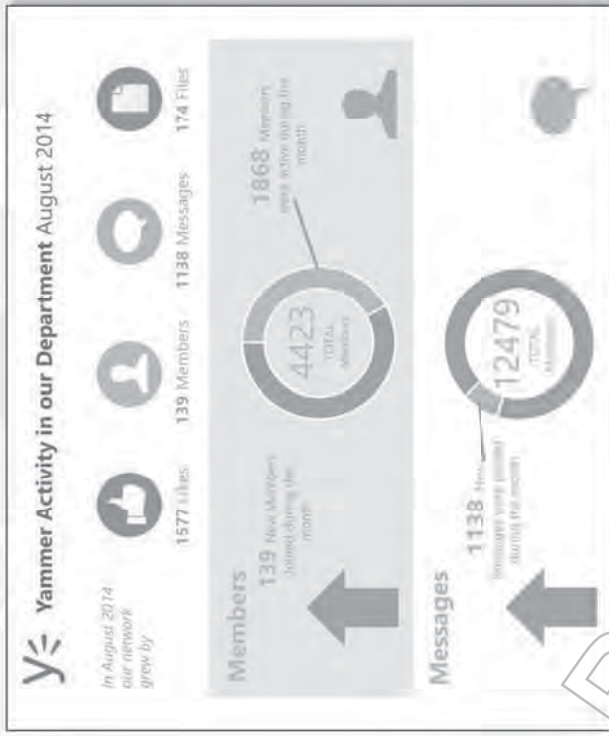 Yammer Activity in our Department August 2014
In August 2014
our network
grew by
1577 Likes
139 Members
1138 Messages
174 Files
Members
139 New Members
Joined during the
month
4423
TOTAL
Members
1868 Members
were active during the
month
Messages
1138 New
Messages were posted
during the month
12479
TOTAL